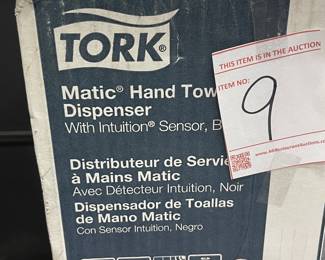 TORK®
Matic® Hand Tow
Dispenser
With Intuition® Sensor, B
Distributeur de Servie
à Mains Matic
Avec Détecteur Intuition, Noir
Dispensador de Toallas
de Mano Matic
Con Sensor Intuition, Negro
THIS ITEM IS IN THE AUCTION
ITEM NO:
9